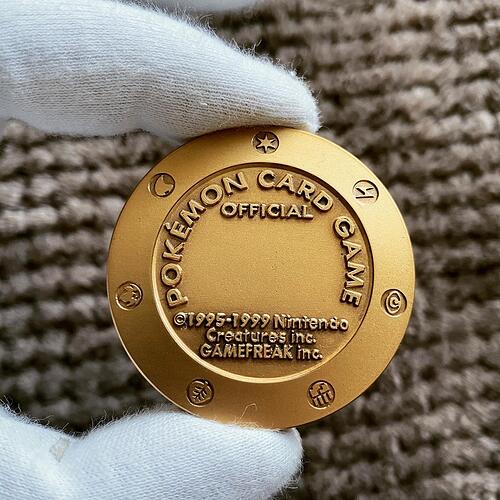 POKÉMON CARD GAME
OFFICIAL
©1995-1999 Nintendo
Creatures inc.
GAMEFREAK inc.